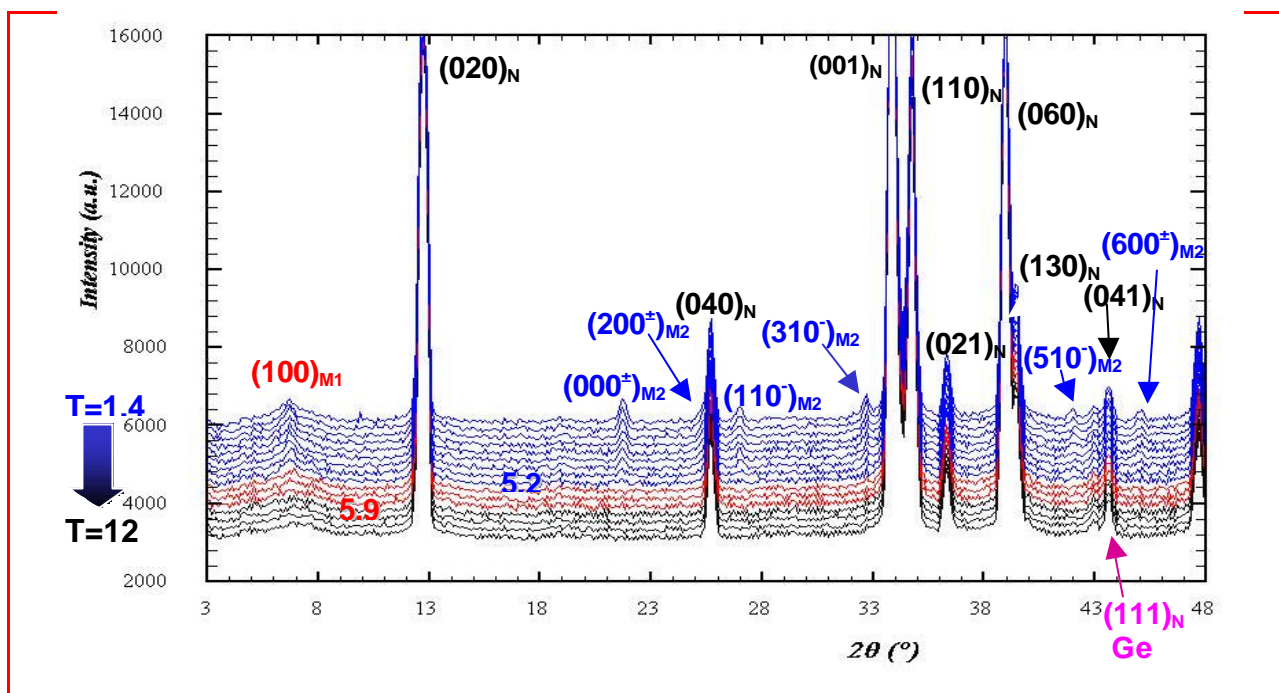 16000
14000
12000
10000
8000
6000
4000
2000
Intensity (a.u.)
(020)N
(001)N
(110)N
(060)N
(600±)M2
(130)N
(041)N
(040)N
(200±)M2
(310-)M2
(021)N
(510-)M2
(100)M1
(000±)M2
(110-)M2
T=1.4
5.2
5.9
T=12
3 8 13 18 23 28 33 38 43 48
(111)N
Ge
2θ (°)